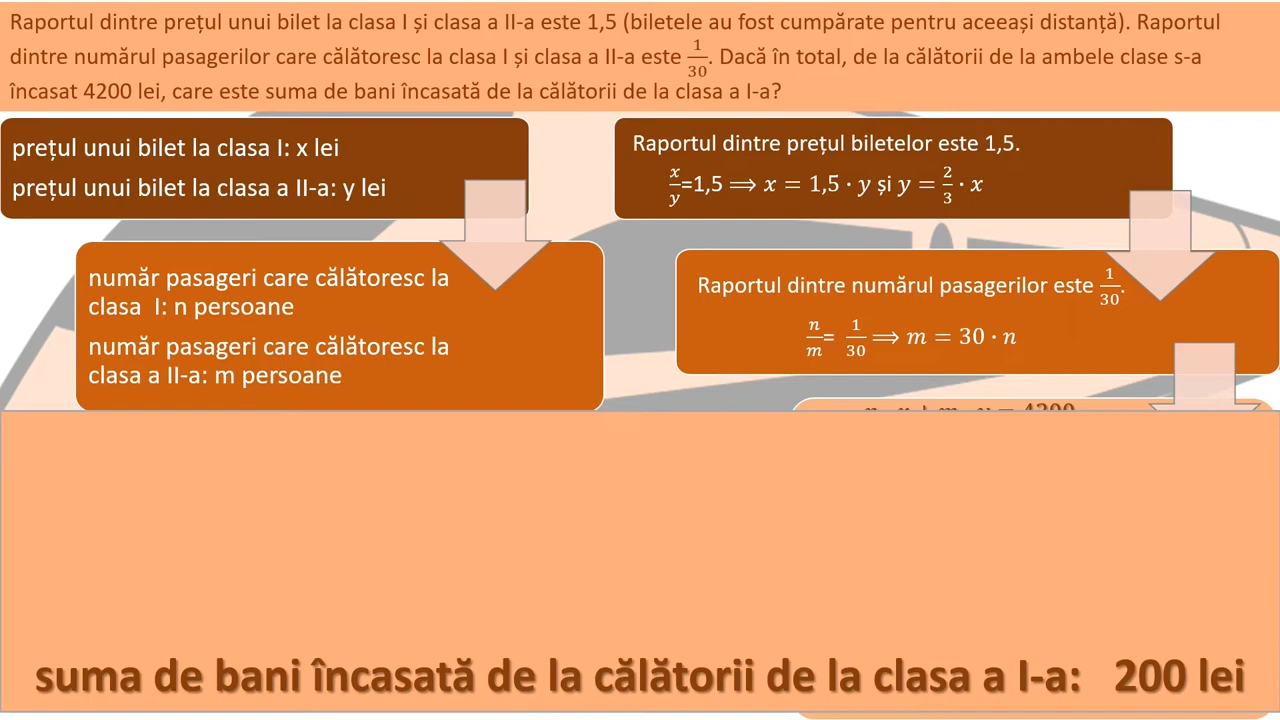 Raportul dintre prețul unui bilet la clasa I și clasa a II-a este 1,5 (biletele au fost cumpărate pentru aceeași distanță). Raportul
dintre numărul pasagerilor care călătoresc la clasa I și clasa a II-a este 1/30. Dacă în total, de la călătorii de la ambele clase s-a
încasat 4200 lei, care este suma de bani încasată de la călătorii de la clasa a I-a?
prețul unui bilet la clasa I: x lei
prețul unui bilet la clasa a II-a: y lei
Raportul dintre prețul biletelor este 1,5.
x/y=1,5 ⟹ x = 1,5 · y și y = 2/3 · x
număr pasageri care călătoresc la
clasa I: n persoane
număr pasageri care călătoresc la
clasa a II-a: m persoane
Raportul dintre numărul pasagerilor este 1/30.
n/m= 1/30 ⟹ m = 30 · n
suma de bani încasată de la călătorii de la clasa a I-a: 200 lei